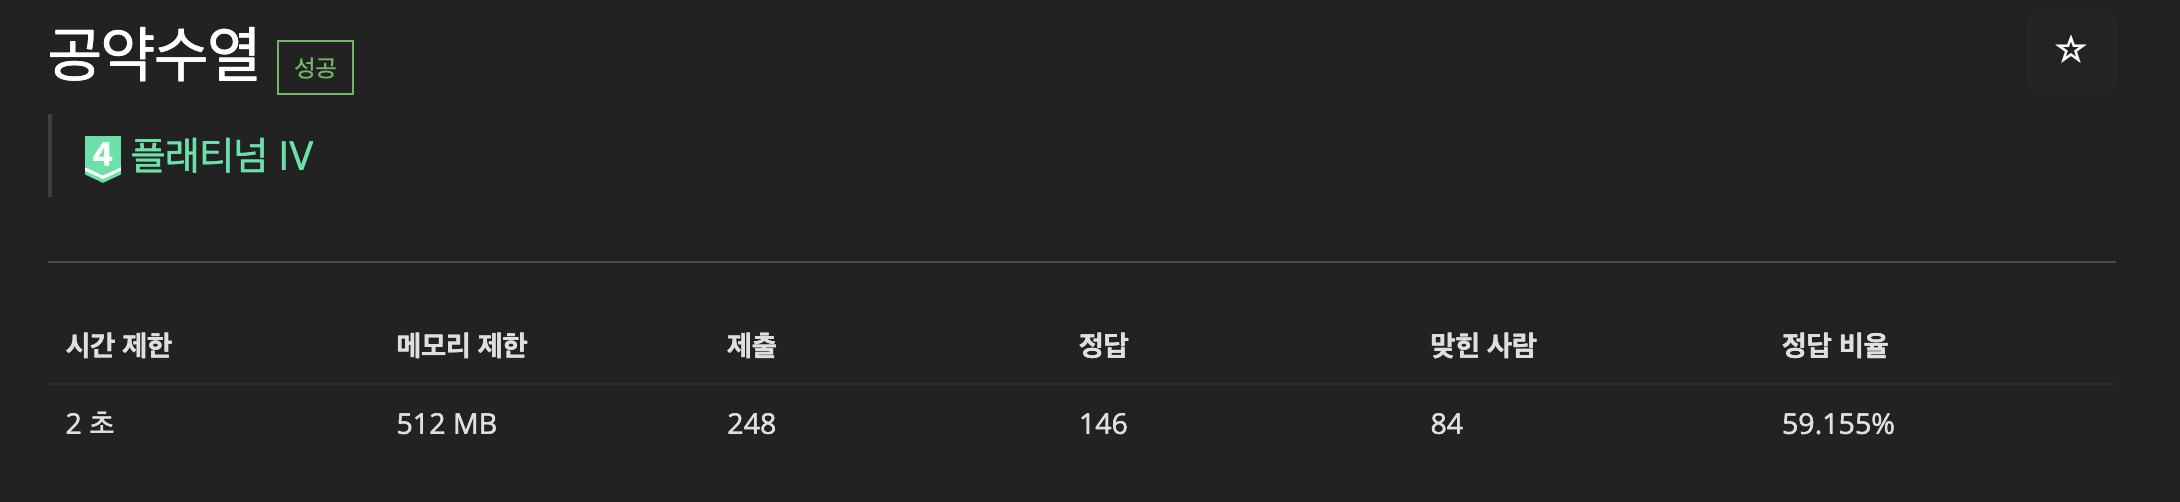 공약수열 성공
4 플래티넘 IV
시간 제한 메모리 제한 제출 정답 맞힌 사람 정답 비율
2 초 512 MB 248 146 84 59.155%